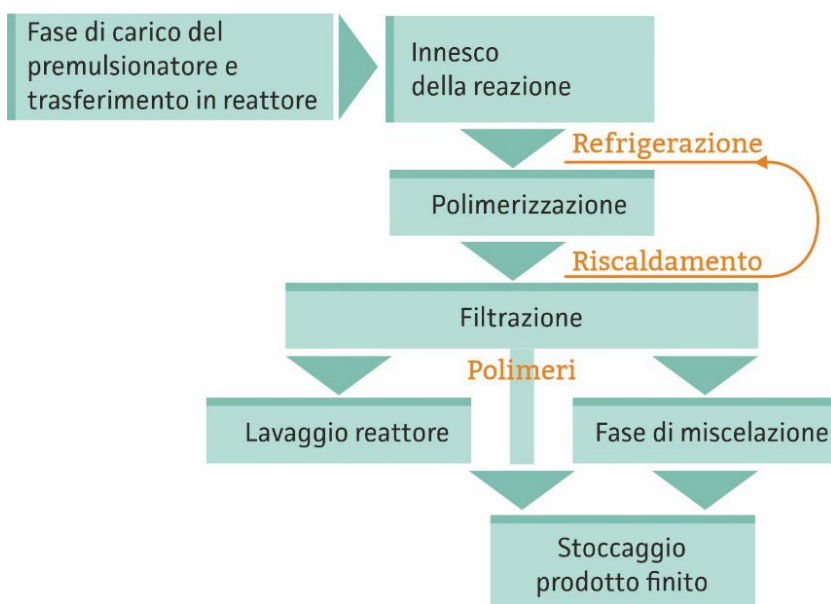 Fase di carico del
premulsionatore e
trasferimento in reattore
Innesco
della reazione
Refrigerazione
Polimerizzazione
Riscaldamento
Filtrazione
Polimeri
Lavaggio reattore
Fase di miscelazione
Stoccaggio
prodotto finito